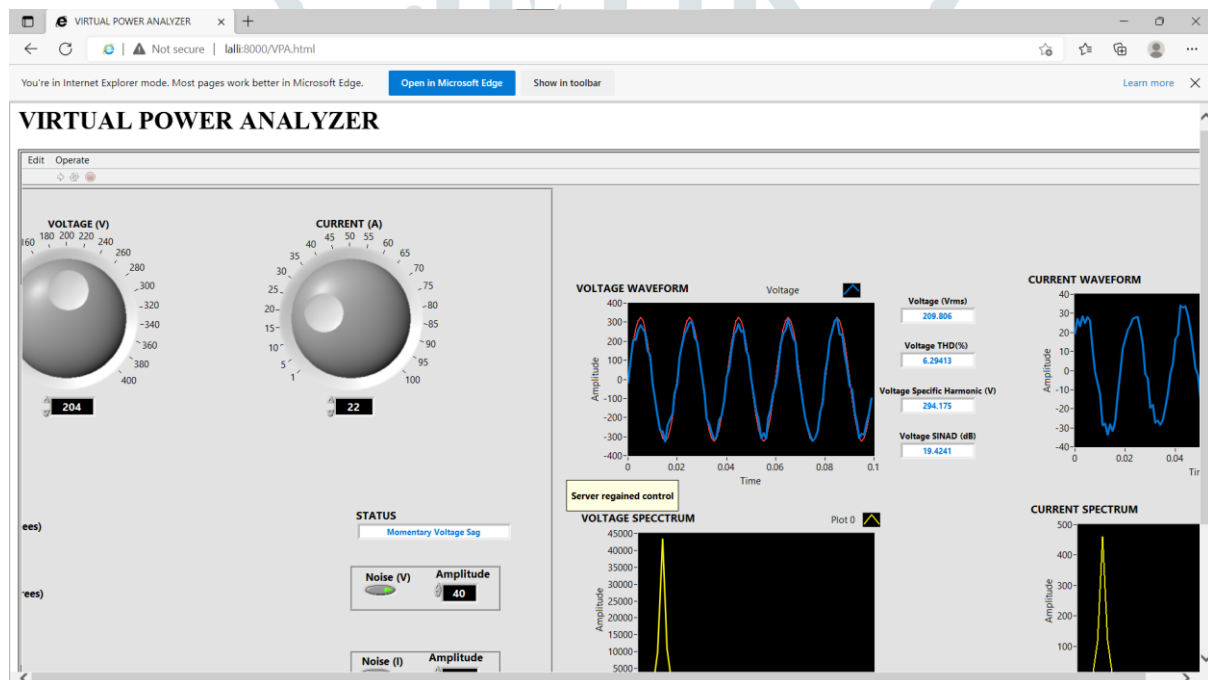 VIRTUAL POWER ANALYZER
Not secure | lalli:8000/VPA.html
You're in Internet Explorer mode. Most pages work better in Microsoft Edge. Open in Microsoft Edge Show in toolbar Learn more
VIRTUAL POWER ANALYZER
Edit Operate
VOLTAGE (V)
160 180 200 220 240 260 280 300 320 340 360 380 400
204
CURRENT (A)
1 5 10 15 20 25 30 35 40 45 50 55 60 65 70 75 80 85 90 95 100
22
ees)
rees)
STATUS
Momentary Voltage Sag
Noise (V) Amplitude
40
Noise (I) Amplitude
VOLTAGE WAVEFORM Voltage
400
300
200
100
0
-100
-200
-300
-400
Amplitude
0 0.02 0.04 0.06 0.08 0.1
Time
Voltage (Vrms)
209.806
Voltage THD(%)
6.29413
Voltage Specific Harmonic (V)
294.175
Voltage SINAD (dB)
19.4241
CURRENT WAVEFORM
40
30
20
10
0
-10
-20
-30
-40
Amplitude
0 0.02 0.04
Tir
Server regained control
VOLTAGE SPECCTRUM Plot 0
45000
40000
35000
30000
25000
20000
15000
10000
5000
Amplitude
CURRENT SPECTRUM
500
400
300
200
100
Amplitude